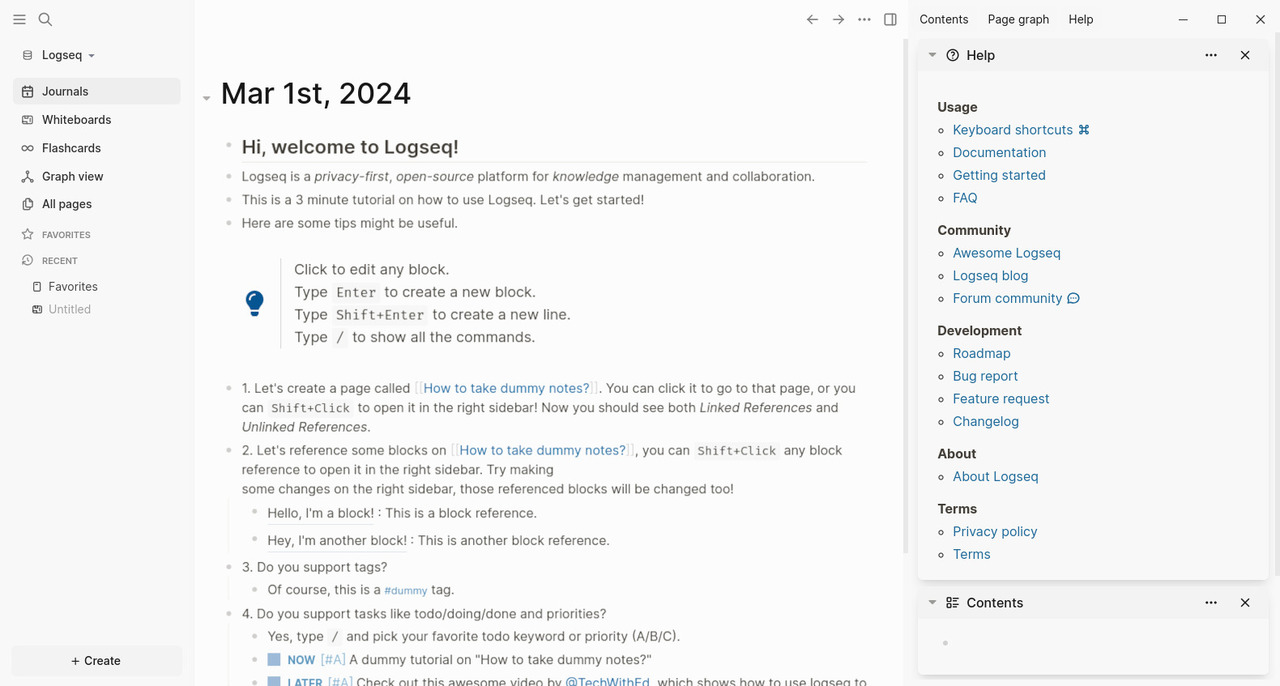 Logseq
Journals
Whiteboards
Flashcards
Graph view
All pages
FAVORITES
RECENT
Favorites
Untitled
+ Create
Mar 1st, 2024
Hi, welcome to Logseq!
Logseq is a privacy-first, open-source platform for knowledge management and collaboration.
This is a 3 minute tutorial on how to use Logseq. Let's get started!
Here are some tips might be useful.
Click to edit any block.
Type Enter to create a new block.
Type Shift+Enter to create a new line.
Type / to show all the commands.
1. Let's create a page called [[How to take dummy notes?]]. You can click it to go to that page, or you
can Shift+Click to open it in the right sidebar! Now you should see both Linked References and
Unlinked References.
2. Let's reference some blocks on [[How to take dummy notes?]], you can Shift+Click any block
reference to open it in the right sidebar. Try making
some changes on the right sidebar, those referenced blocks will be changed too!
Hello, I'm a block! : This is a block reference.
Hey, I'm another block! : This is another block reference.
3. Do you support tags?
Of course, this is a #dummy tag.
4. Do you support tasks like todo/doing/done and priorities?
Yes, type / and pick your favorite todo keyword or priority (A/B/C).
NOW [#A] A dummy tutorial on "How to take dummy notes?"
LATER [#A] Check out this awesome video by @TechWithEd, which shows how to use logseq to
Contents
Page graph
Help
Help
Usage
Keyboard shortcuts ⌘
Documentation
Getting started
FAQ
Community
Awesome Logseq
Logseq blog
Forum community
Development
Roadmap
Bug report
Feature request
Changelog
About
About Logseq
Terms
Privacy policy
Terms
Contents